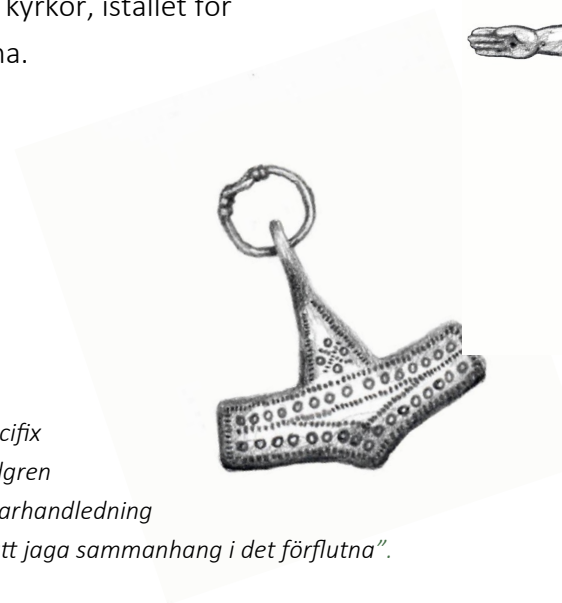 kyrkor, istället för
na.
cifix
lgren
arhandledning
tt jaga sammanhang i det förflutna”.